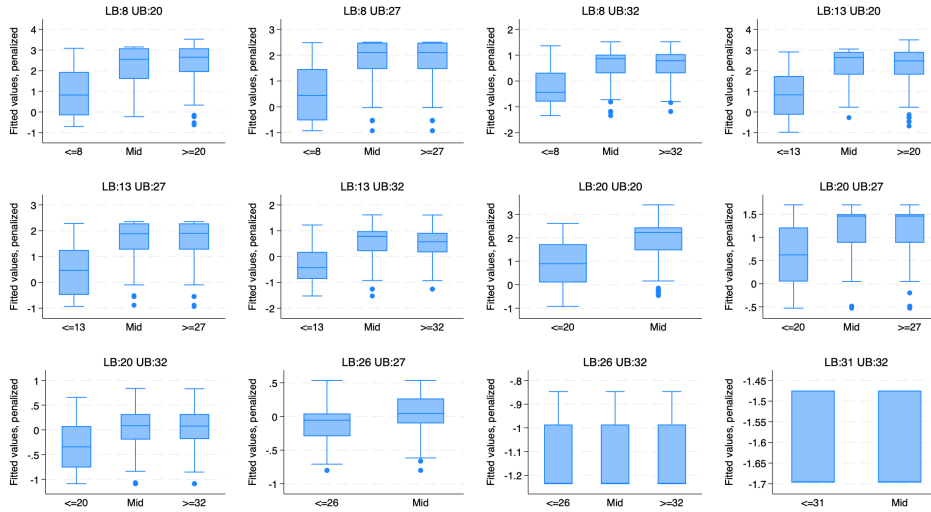 LB:8 UB:20
Fitted values, penalized
4
3
2
1
0
-1
<=8 Mid >=20
LB:8 UB:27
Fitted values, penalized
3
2
1
0
-1
<=8 Mid >=27
LB:8 UB:32
Fitted values, penalized
2
1
0
-1
-2
<=8 Mid >=32
LB:13 UB:20
Fitted values, penalized
4
3
2
1
0
-1
<=13 Mid >=20
LB:13 UB:27
Fitted values, penalized
3
2
1
0
-1
<=13 Mid >=27
LB:13 UB:32
Fitted values, penalized
2
1
0
-1
-2
<=13 Mid >=32
LB:20 UB:20
Fitted values, penalized
3
2
1
0
-1
<=20 Mid
LB:20 UB:27
Fitted values, penalized
1.5
1
.5
0
-.5
<=20 Mid >=27
LB:20 UB:32
Fitted values, penalized
1
.5
0
-.5
-1
<=20 Mid >=32
LB:26 UB:27
Fitted values, penalized
.5
0
-.5
-1
<=26 Mid
LB:26 UB:32
Fitted values, penalized
-.8
-.9
-1
-1.1
-1.2
<=26 Mid >=32
LB:31 UB:32
Fitted values, penalized
-1.45
-1.5
-1.55
-1.6
-1.65
-1.7
<=31 Mid